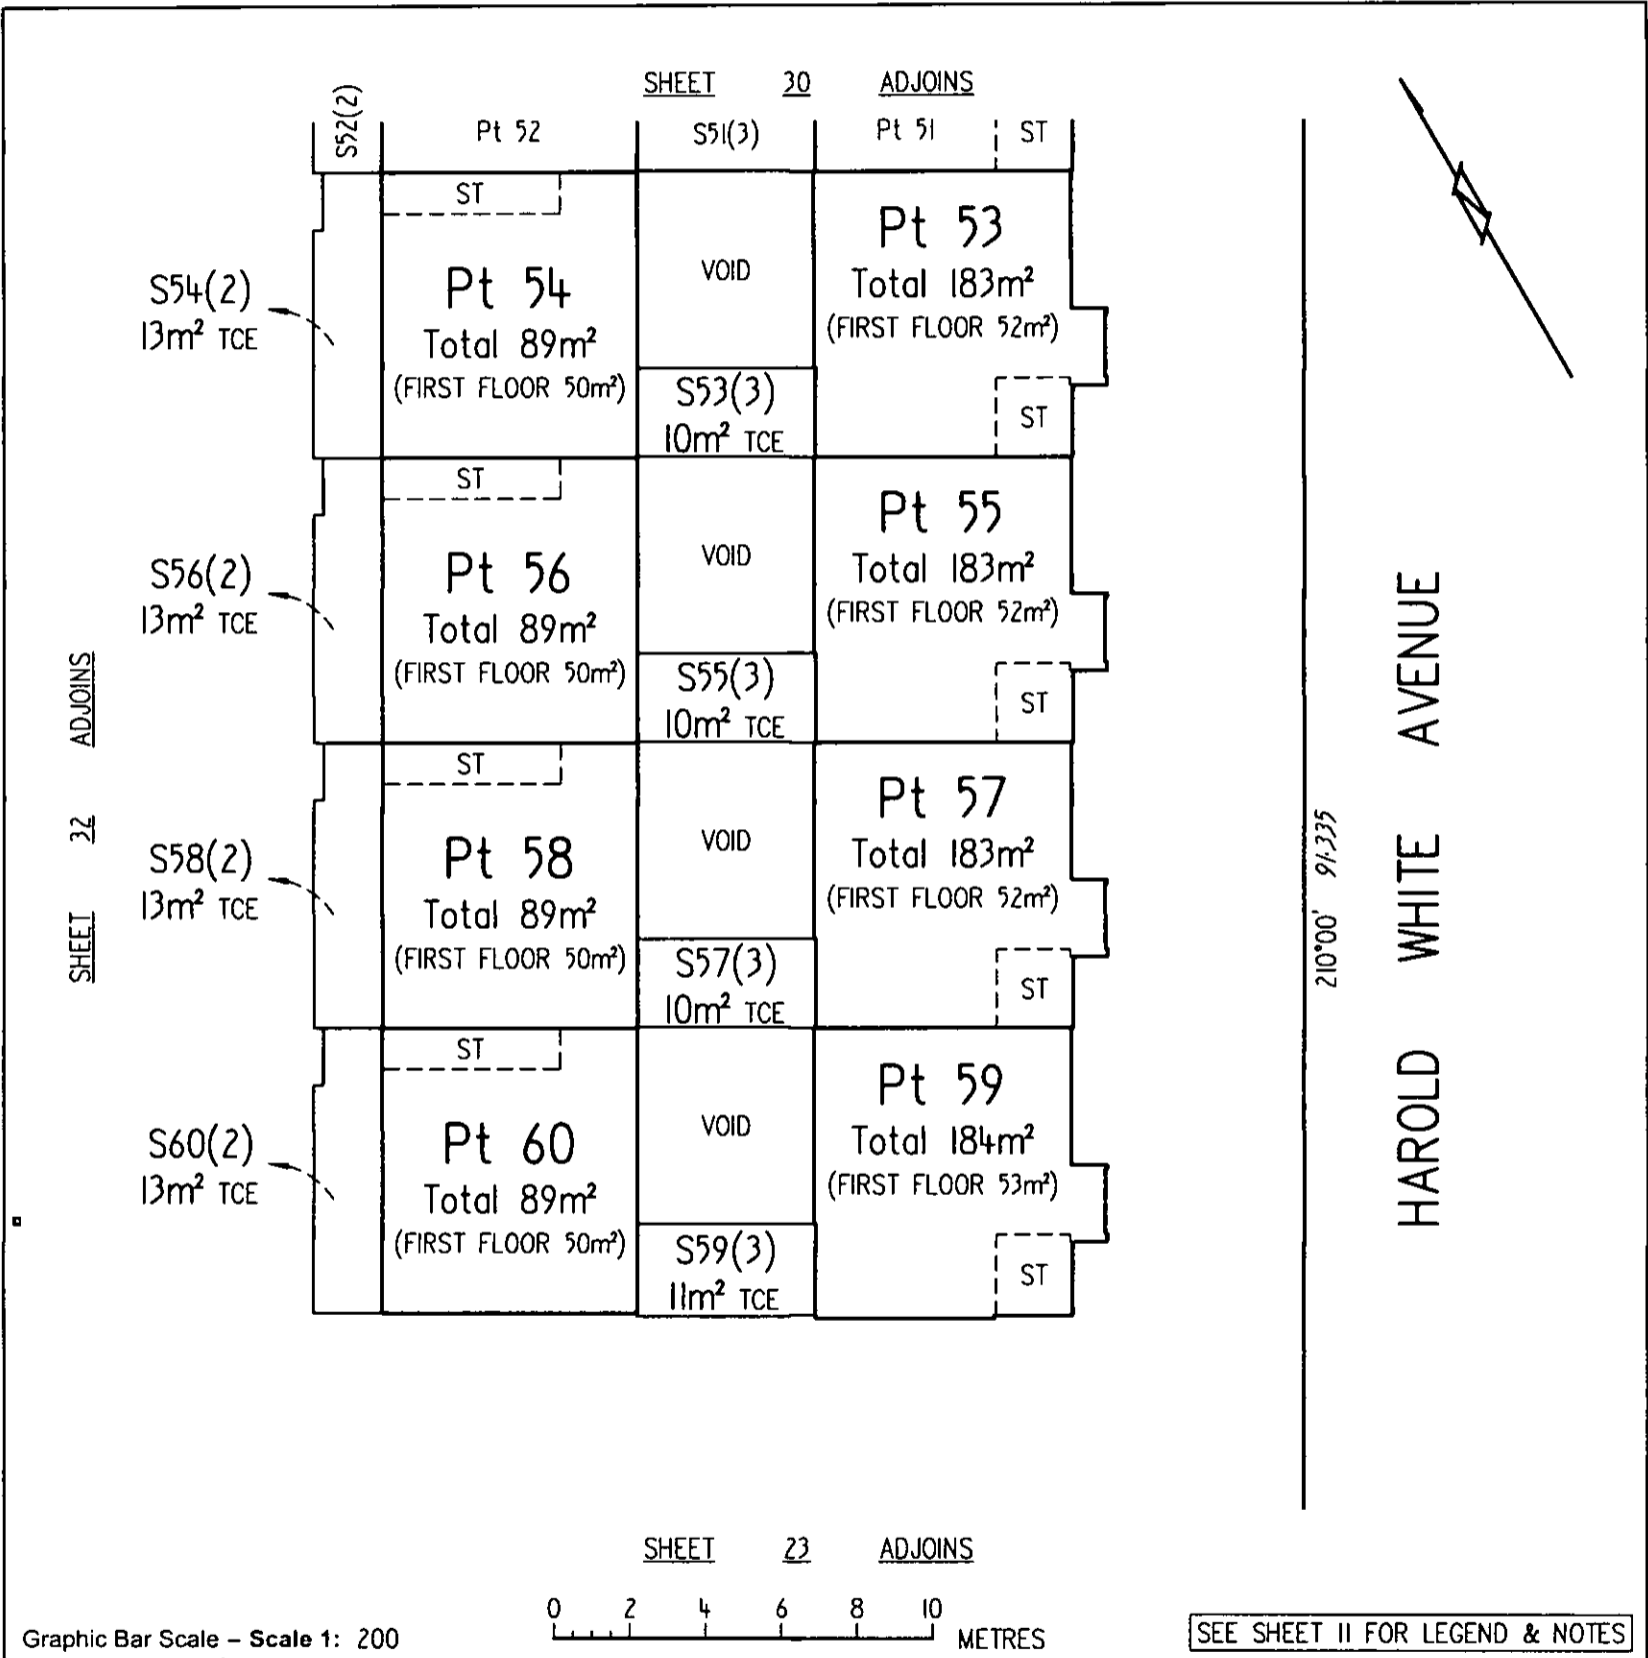 SHEET 30 ADJOINS
S52(2)
Pt 52
S51(3)
Pt 51
ST
ST
Pt 54
Total 89m²
(FIRST FLOOR 50m²)
S54(2)
13m² TCE
VOID
S53(3)
10m² TCE
Pt 53
Total 183m²
(FIRST FLOOR 52m²)
ST
ST
Pt 56
Total 89m²
(FIRST FLOOR 50m²)
S56(2)
13m² TCE
VOID
S55(3)
10m² TCE
Pt 55
Total 183m²
(FIRST FLOOR 52m²)
ST
ST
Pt 58
Total 89m²
(FIRST FLOOR 50m²)
S58(2)
13m² TCE
VOID
S57(3)
10m² TCE
Pt 57
Total 183m²
(FIRST FLOOR 52m²)
ST
ST
Pt 60
Total 89m²
(FIRST FLOOR 50m²)
S60(2)
13m² TCE
VOID
S59(3)
11m² TCE
Pt 59
Total 184m²
(FIRST FLOOR 53m²)
ST
SHEET 32 ADJOINS
210°00' 91·335
HAROLD WHITE AVENUE
SHEET 23 ADJOINS
0 2 4 6 8 10
METRES
Graphic Bar Scale – Scale 1: 200
SEE SHEET 11 FOR LEGEND & NOTES